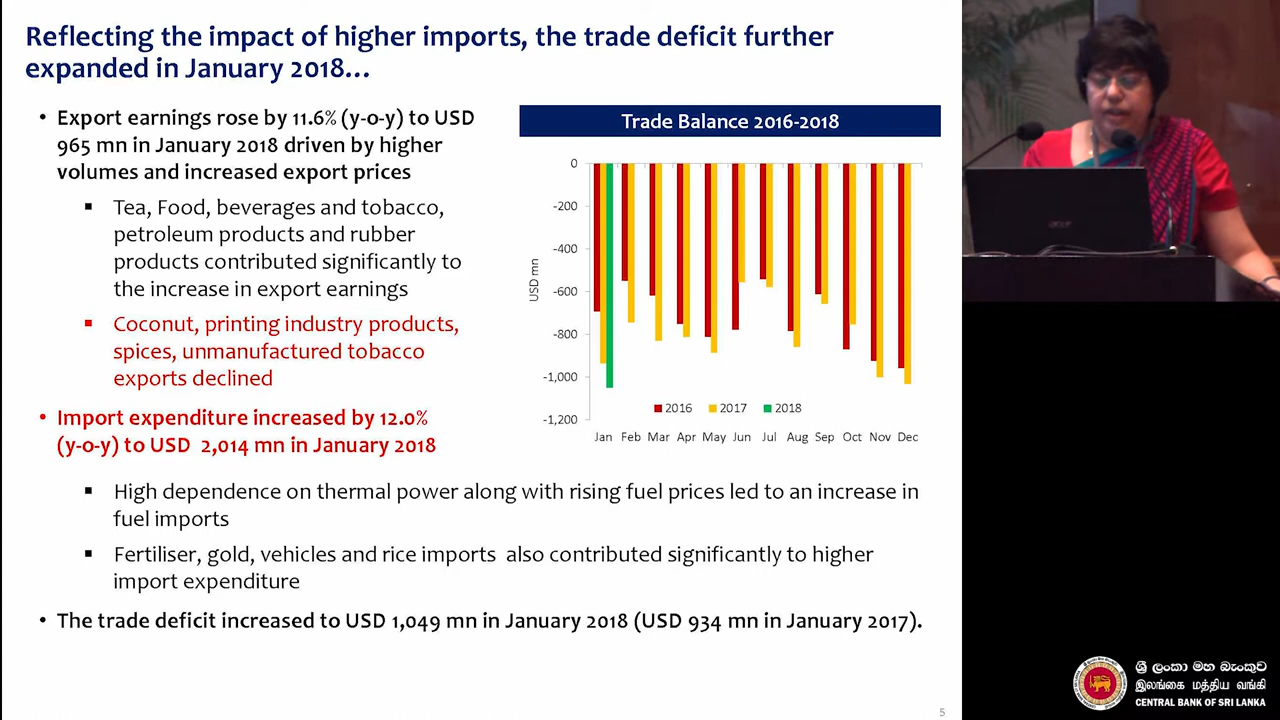 Reflecting the impact of higher imports, the trade deficit further
expanded in January 2018…
• Export earnings rose by 11.6% (y-o-y) to USD
965 mn in January 2018 driven by higher
volumes and increased export prices
▪ Tea, Food, beverages and tobacco,
petroleum products and rubber
products contributed significantly to
the increase in export earnings
▪ Coconut, printing industry products,
spices, unmanufactured tobacco
exports declined
• Import expenditure increased by 12.0%
(y-o-y) to USD 2,014 mn in January 2018
▪ High dependence on thermal power along with rising fuel prices led to an increase in
fuel imports
▪ Fertiliser, gold, vehicles and rice imports also contributed significantly to higher
import expenditure
• The trade deficit increased to USD 1,049 mn in January 2018 (USD 934 mn in January 2017).
Trade Balance 2016-2018
0
-200
-400
-600
-800
-1,000
-1,200
USD mn
2016 2017 2018
Jan Feb Mar Apr May Jun Jul Aug Sep Oct Nov Dec
5
acer
ශ්‍රී ලංකා මහ බැංකුව
இலங்கை மத்திய வங்கி
CENTRAL BANK OF SRI LANKA